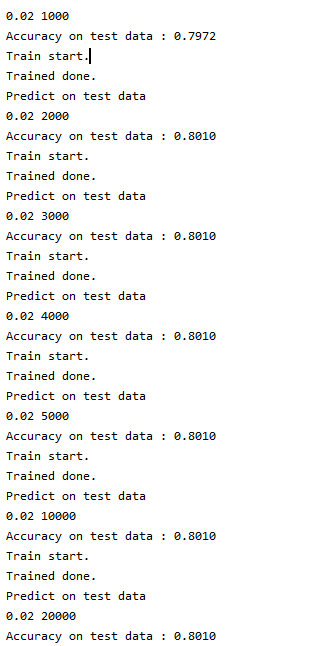 0.02 1000
Accuracy on test data : 0.7972
Train start.
Trained done.
Predict on test data
0.02 2000
Accuracy on test data : 0.8010
Train start.
Trained done.
Predict on test data
0.02 3000
Accuracy on test data : 0.8010
Train start.
Trained done.
Predict on test data
0.02 4000
Accuracy on test data : 0.8010
Train start.
Trained done.
Predict on test data
0.02 5000
Accuracy on test data : 0.8010
Train start.
Trained done.
Predict on test data
0.02 10000
Accuracy on test data : 0.8010
Train start.
Trained done.
Predict on test data
0.02 20000
Accuracy on test data : 0.8010